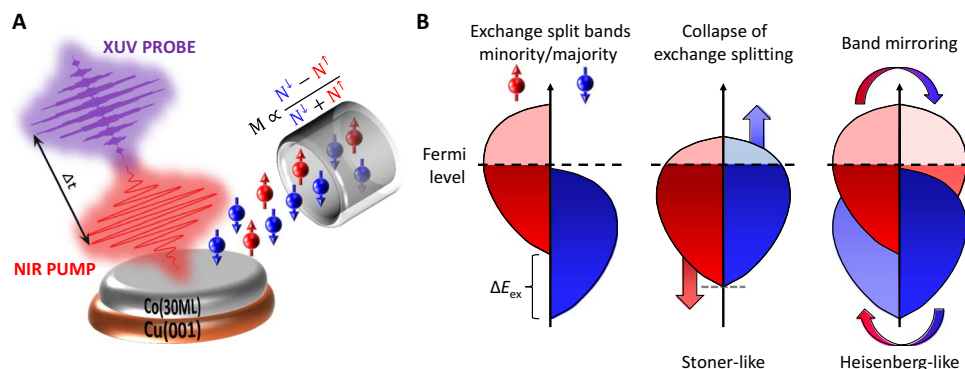 A
XUV PROBE
Δt
NIR PUMP
Co(30ML)
Cu(001)
M ∝ N↓ − N↑
N↓ + N↑
B
Exchange split bands
minority/majority
Fermi
level
ΔEex
Collapse of
exchange splitting
Stoner-like
Band mirroring
Heisenberg-like